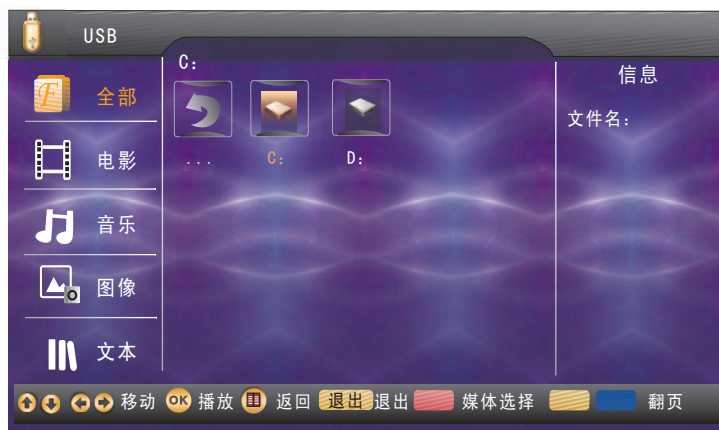 USB
C:
信息
全部
文件名:
... C: D:
电影
音乐
图像
文本
移动 OK 播放 返回 退出 退出 媒体选择 翻页